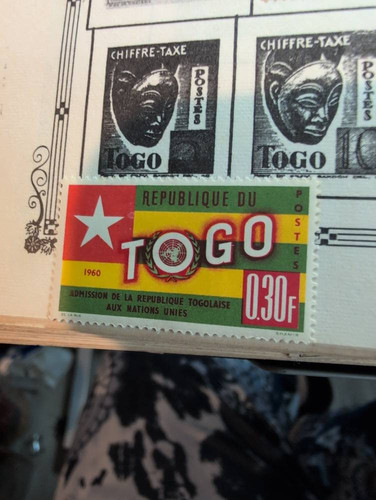 CHIFFRE-TAXE
POSTES
TOGO
CHIFFRE-TAXE
POSTES
TOGO
10
REPUBLIQUE DU
TOGO
POSTES
1960
0.30F
ADMISSION DE LA REPUBLIQUE TOGOLAISE
AUX NATIONS UNIES